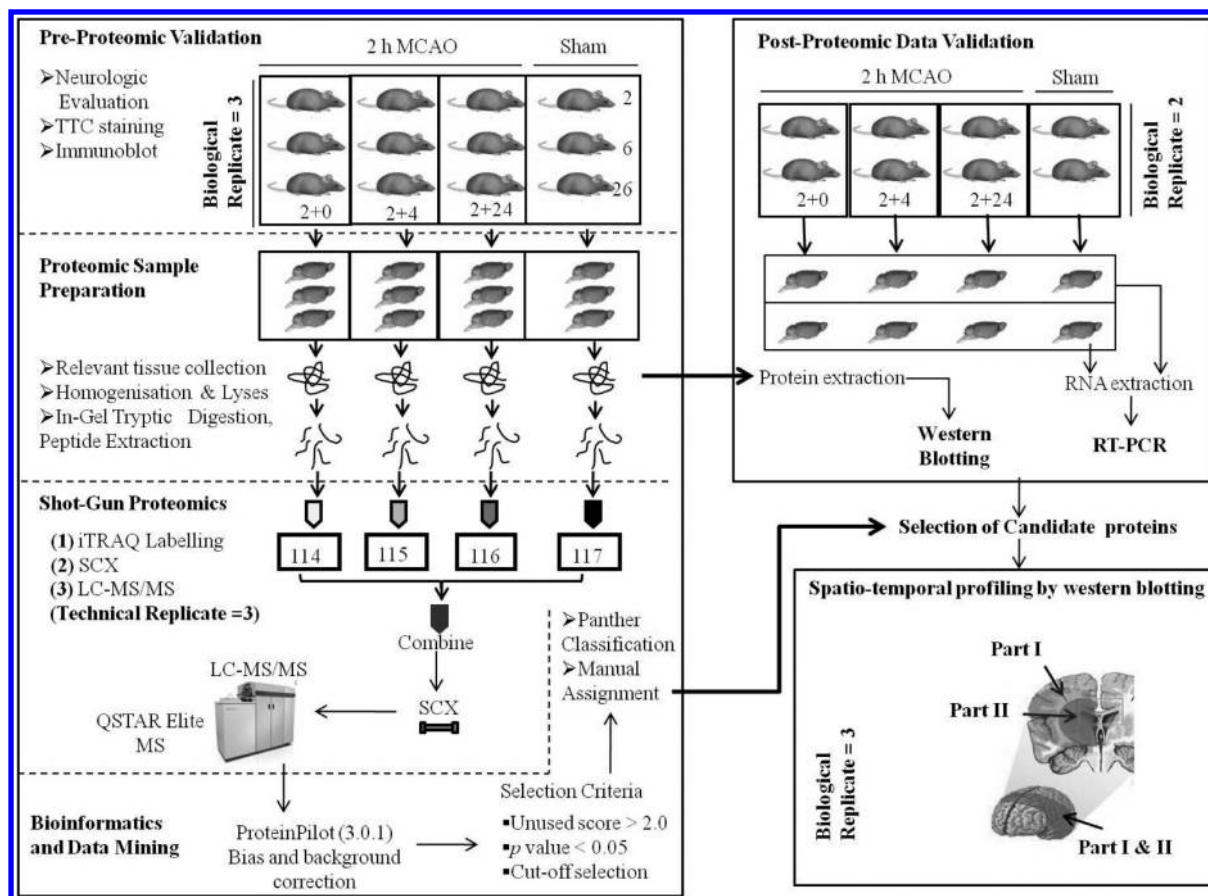 Pre-Proteomic Validation
2 h MCAO
Sham
➢Neurologic
Evaluation
➢TTC staining
➢Immunoblot
Biological
Replicate = 3
2
6
26
2+0
2+4
2+24
Proteomic Sample
Preparation
➢Relevant tissue collection
➢Homogenisation & Lyses
➢In-Gel Tryptic Digestion,
Peptide Extraction
Shot-Gun Proteomics
(1) iTRAQ Labelling
(2) SCX
(3) LC-MS/MS
(Technical Replicate =3)
114
115
116
117
Combine
SCX
LC-MS/MS
QSTAR Elite
MS
➢Panther
Classification
➢Manual
Assignment
Bioinformatics
and Data Mining
ProteinPilot (3.0.1)
Bias and background
correction
Selection Criteria
▪Unused score > 2.0
▪p value < 0.05
▪Cut-off selection
Post-Proteomic Data Validation
2 h MCAO
Sham
Biological
Replicate = 2
2+0
2+4
2+24
Protein extraction
RNA extraction
Western
Blotting
RT-PCR
Selection of Candidate proteins
Spatio-temporal profiling by western blotting
Part I
Part II
Biological
Replicate = 3
Part I & II